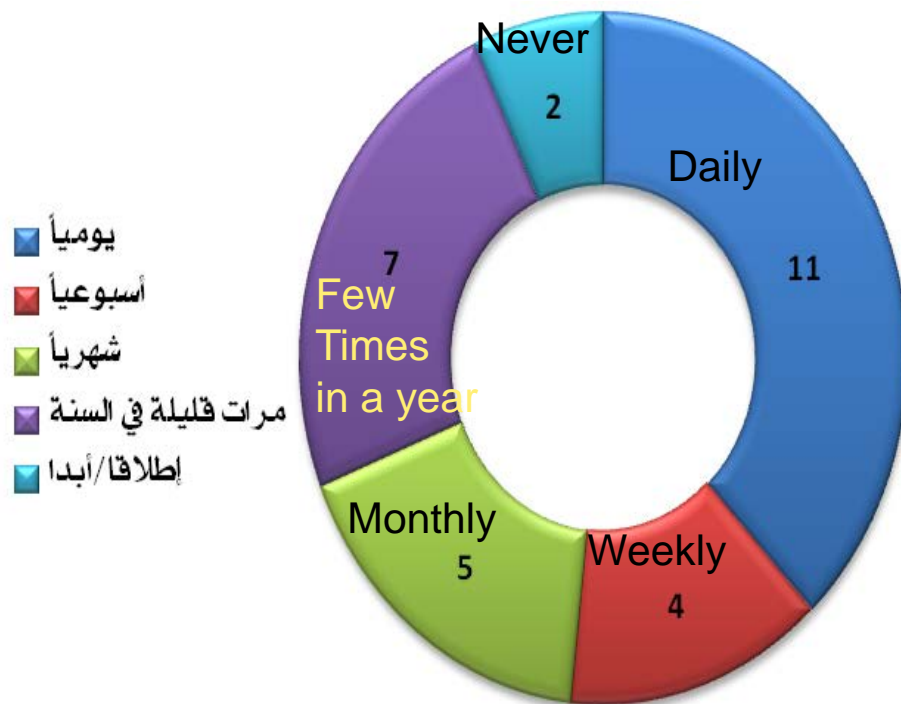 Never
2
Daily
11
7
Few
Times
in a year
Monthly
5
Weekly
4
يومياً
أسبوعياً
شهرياً
مرات قليلة في السنة
إطلاقا/أبدا